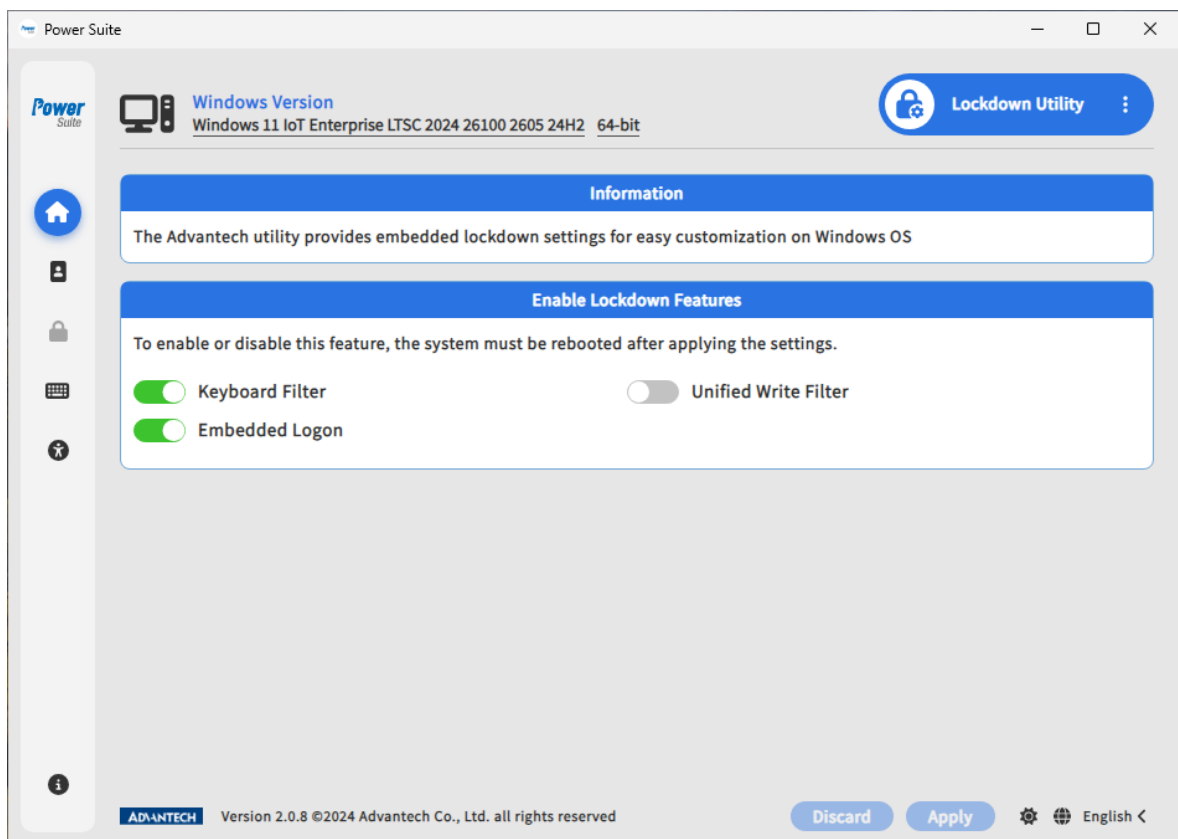 Power Suite
Power
Suite
Windows Version
Windows 11 IoT Enterprise LTSC 2024 26100 2605 24H2 64-bit
Lockdown Utility
Information
The Advantech utility provides embedded lockdown settings for easy customization on Windows OS
Enable Lockdown Features
To enable or disable this feature, the system must be rebooted after applying the settings.
Keyboard Filter Unified Write Filter
Embedded Logon
ADVANTECH Version 2.0.8 ©2024 Advantech Co., Ltd. all rights reserved Discard Apply English